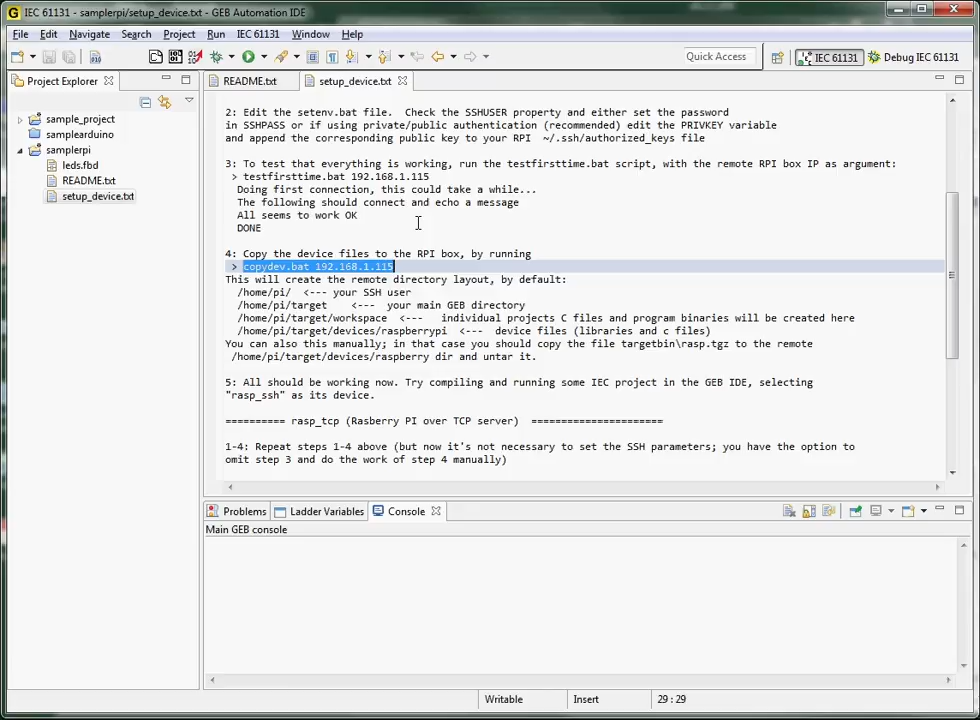 IEC 61131 - samplerpi/setup_device.txt - GEB Automation IDE
File Edit Navigate Search Project Run IEC 61131 Window Help
Quick Access
IEC 61131
Debug IEC 61131
Project Explorer
README.txt
setup_device.txt
sample_project
samplearduino
samplerpi
leds.fbd
README.txt
setup_device.txt
2: Edit the setenv.bat file.  Check the SSHUSER property and either set the password
in SSHPASS or if using private/public authentication (recommended) edit the PRIVKEY variable
and append the corresponding public key to your RPI  ~/.ssh/authorized_keys file
3: To test that everything is working, run the testfirsttime.bat script, with the remote RPI box IP as argument:
> testfirsttime.bat 192.168.1.115
Doing first connection, this could take a while...
The following should connect and echo a message
All seems to work OK
DONE
4: Copy the device files to the RPI box, by running
> copydev.bat 192.168.1.115
This will create the remote directory layout, by default:
/home/pi/  <--- your SSH user
/home/pi/target    <---  your main GEB directory
/home/pi/target/workspace  <---  individual projects C files and program binaries will be created here
/home/pi/target/devices/raspberrypi  <---  device files (libraries and c files)
You can also this manually; in that case you should copy the file targetbin\rasp.tgz to the remote
/home/pi/target/devices/raspberry dir and untar it.
5: All should be working now. Try compiling and running some IEC project in the GEB IDE, selecting
"rasp_ssh" as its device.
========== rasp_tcp (Rasberry PI over TCP server)  ======================
1-4: Repeat steps 1-4 above (but now it's not necessary to set the SSH parameters; you have the option to
omit step 3 and do the work of step 4 manually)
Problems
Ladder Variables
Console
Main GEB console
Writable
Insert
29 : 29